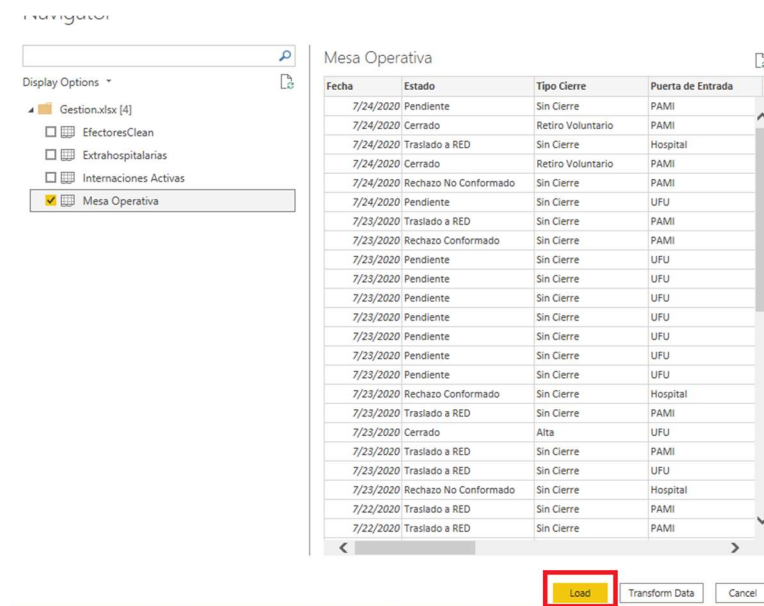 Navigator
Display Options
Gestion.xlsx [4]
EfectoresClean
Extrahospitalarias
Internaciones Activas
Mesa Operativa
Mesa Operativa
Fecha Estado Tipo Cierre Puerta de Entrada
7/24/2020 Pendiente Sin Cierre PAMI
7/24/2020 Cerrado Retiro Voluntario PAMI
7/24/2020 Traslado a RED Sin Cierre Hospital
7/24/2020 Cerrado Retiro Voluntario PAMI
7/24/2020 Rechazo No Conformado Sin Cierre PAMI
7/24/2020 Pendiente Sin Cierre UFU
7/23/2020 Traslado a RED Sin Cierre PAMI
7/23/2020 Rechazo Conformado Sin Cierre PAMI
7/23/2020 Pendiente Sin Cierre UFU
7/23/2020 Pendiente Sin Cierre UFU
7/23/2020 Pendiente Sin Cierre UFU
7/23/2020 Pendiente Sin Cierre UFU
7/23/2020 Pendiente Sin Cierre UFU
7/23/2020 Pendiente Sin Cierre UFU
7/23/2020 Rechazo Conformado Sin Cierre Hospital
7/23/2020 Traslado a RED Sin Cierre PAMI
7/23/2020 Cerrado Alta UFU
7/23/2020 Traslado a RED Sin Cierre PAMI
7/23/2020 Traslado a RED Sin Cierre UFU
7/23/2020 Rechazo No Conformado Sin Cierre Hospital
7/22/2020 Traslado a RED Sin Cierre PAMI
7/22/2020 Traslado a RED Sin Cierre PAMI
Load Transform Data Cancel